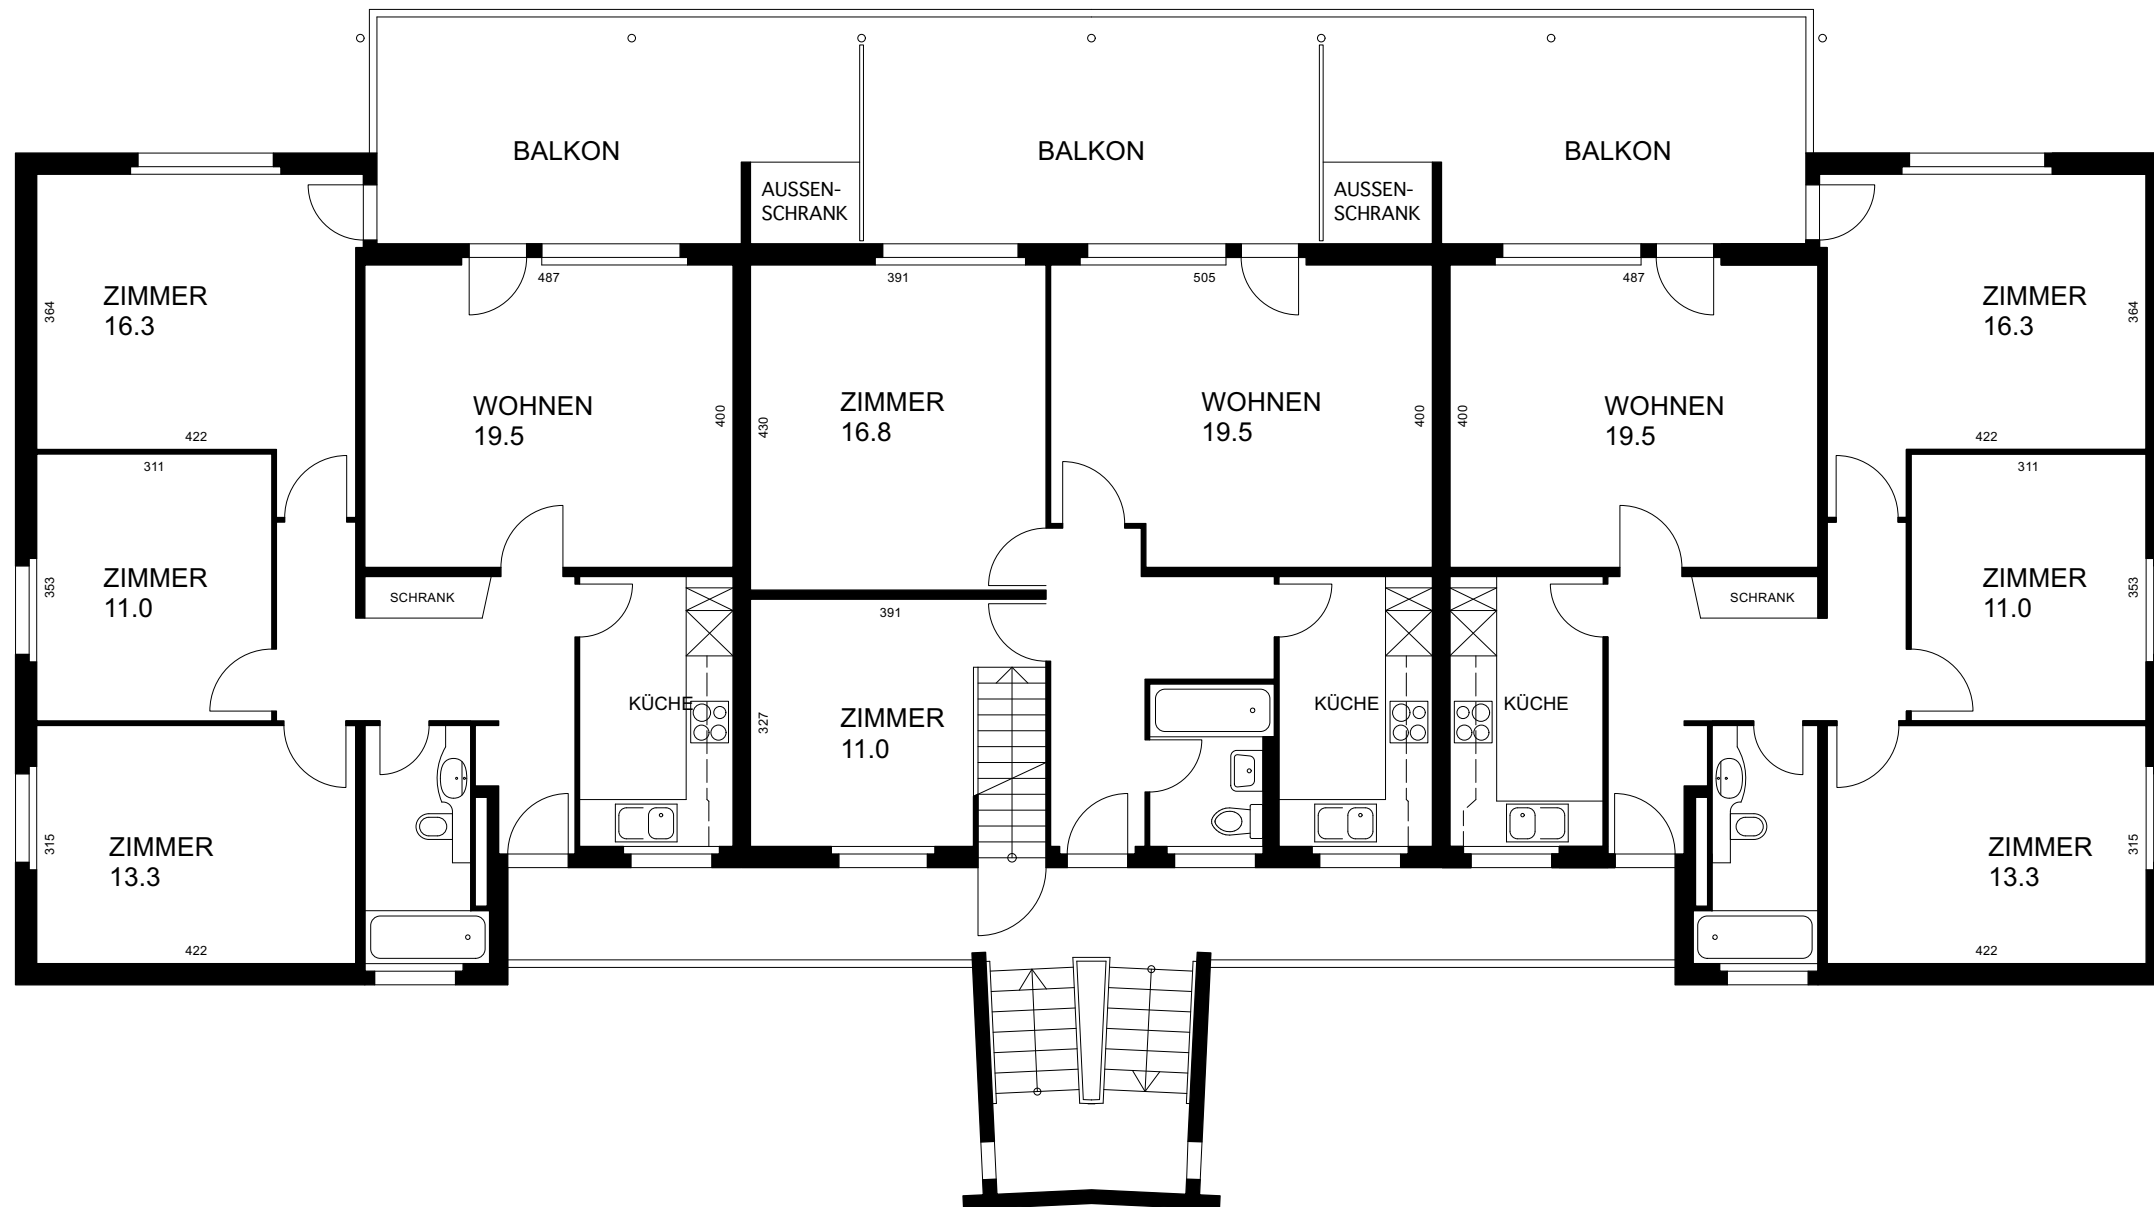 BALKON
BALKON
BALKON
AUSSEN-
SCHRANK
AUSSEN-
SCHRANK
487
391
505
487
ZIMMER
16.3
364
422
WOHNEN
19.5
400
ZIMMER
16.8
430
WOHNEN
19.5
400
WOHNEN
19.5
400
ZIMMER
16.3
364
422
311
ZIMMER
11.0
353
SCHRANK
391
SCHRANK
311
ZIMMER
11.0
353
KÜCHE
ZIMMER
11.0
327
KÜCHE
KÜCHE
ZIMMER
13.3
315
422
ZIMMER
13.3
315
422